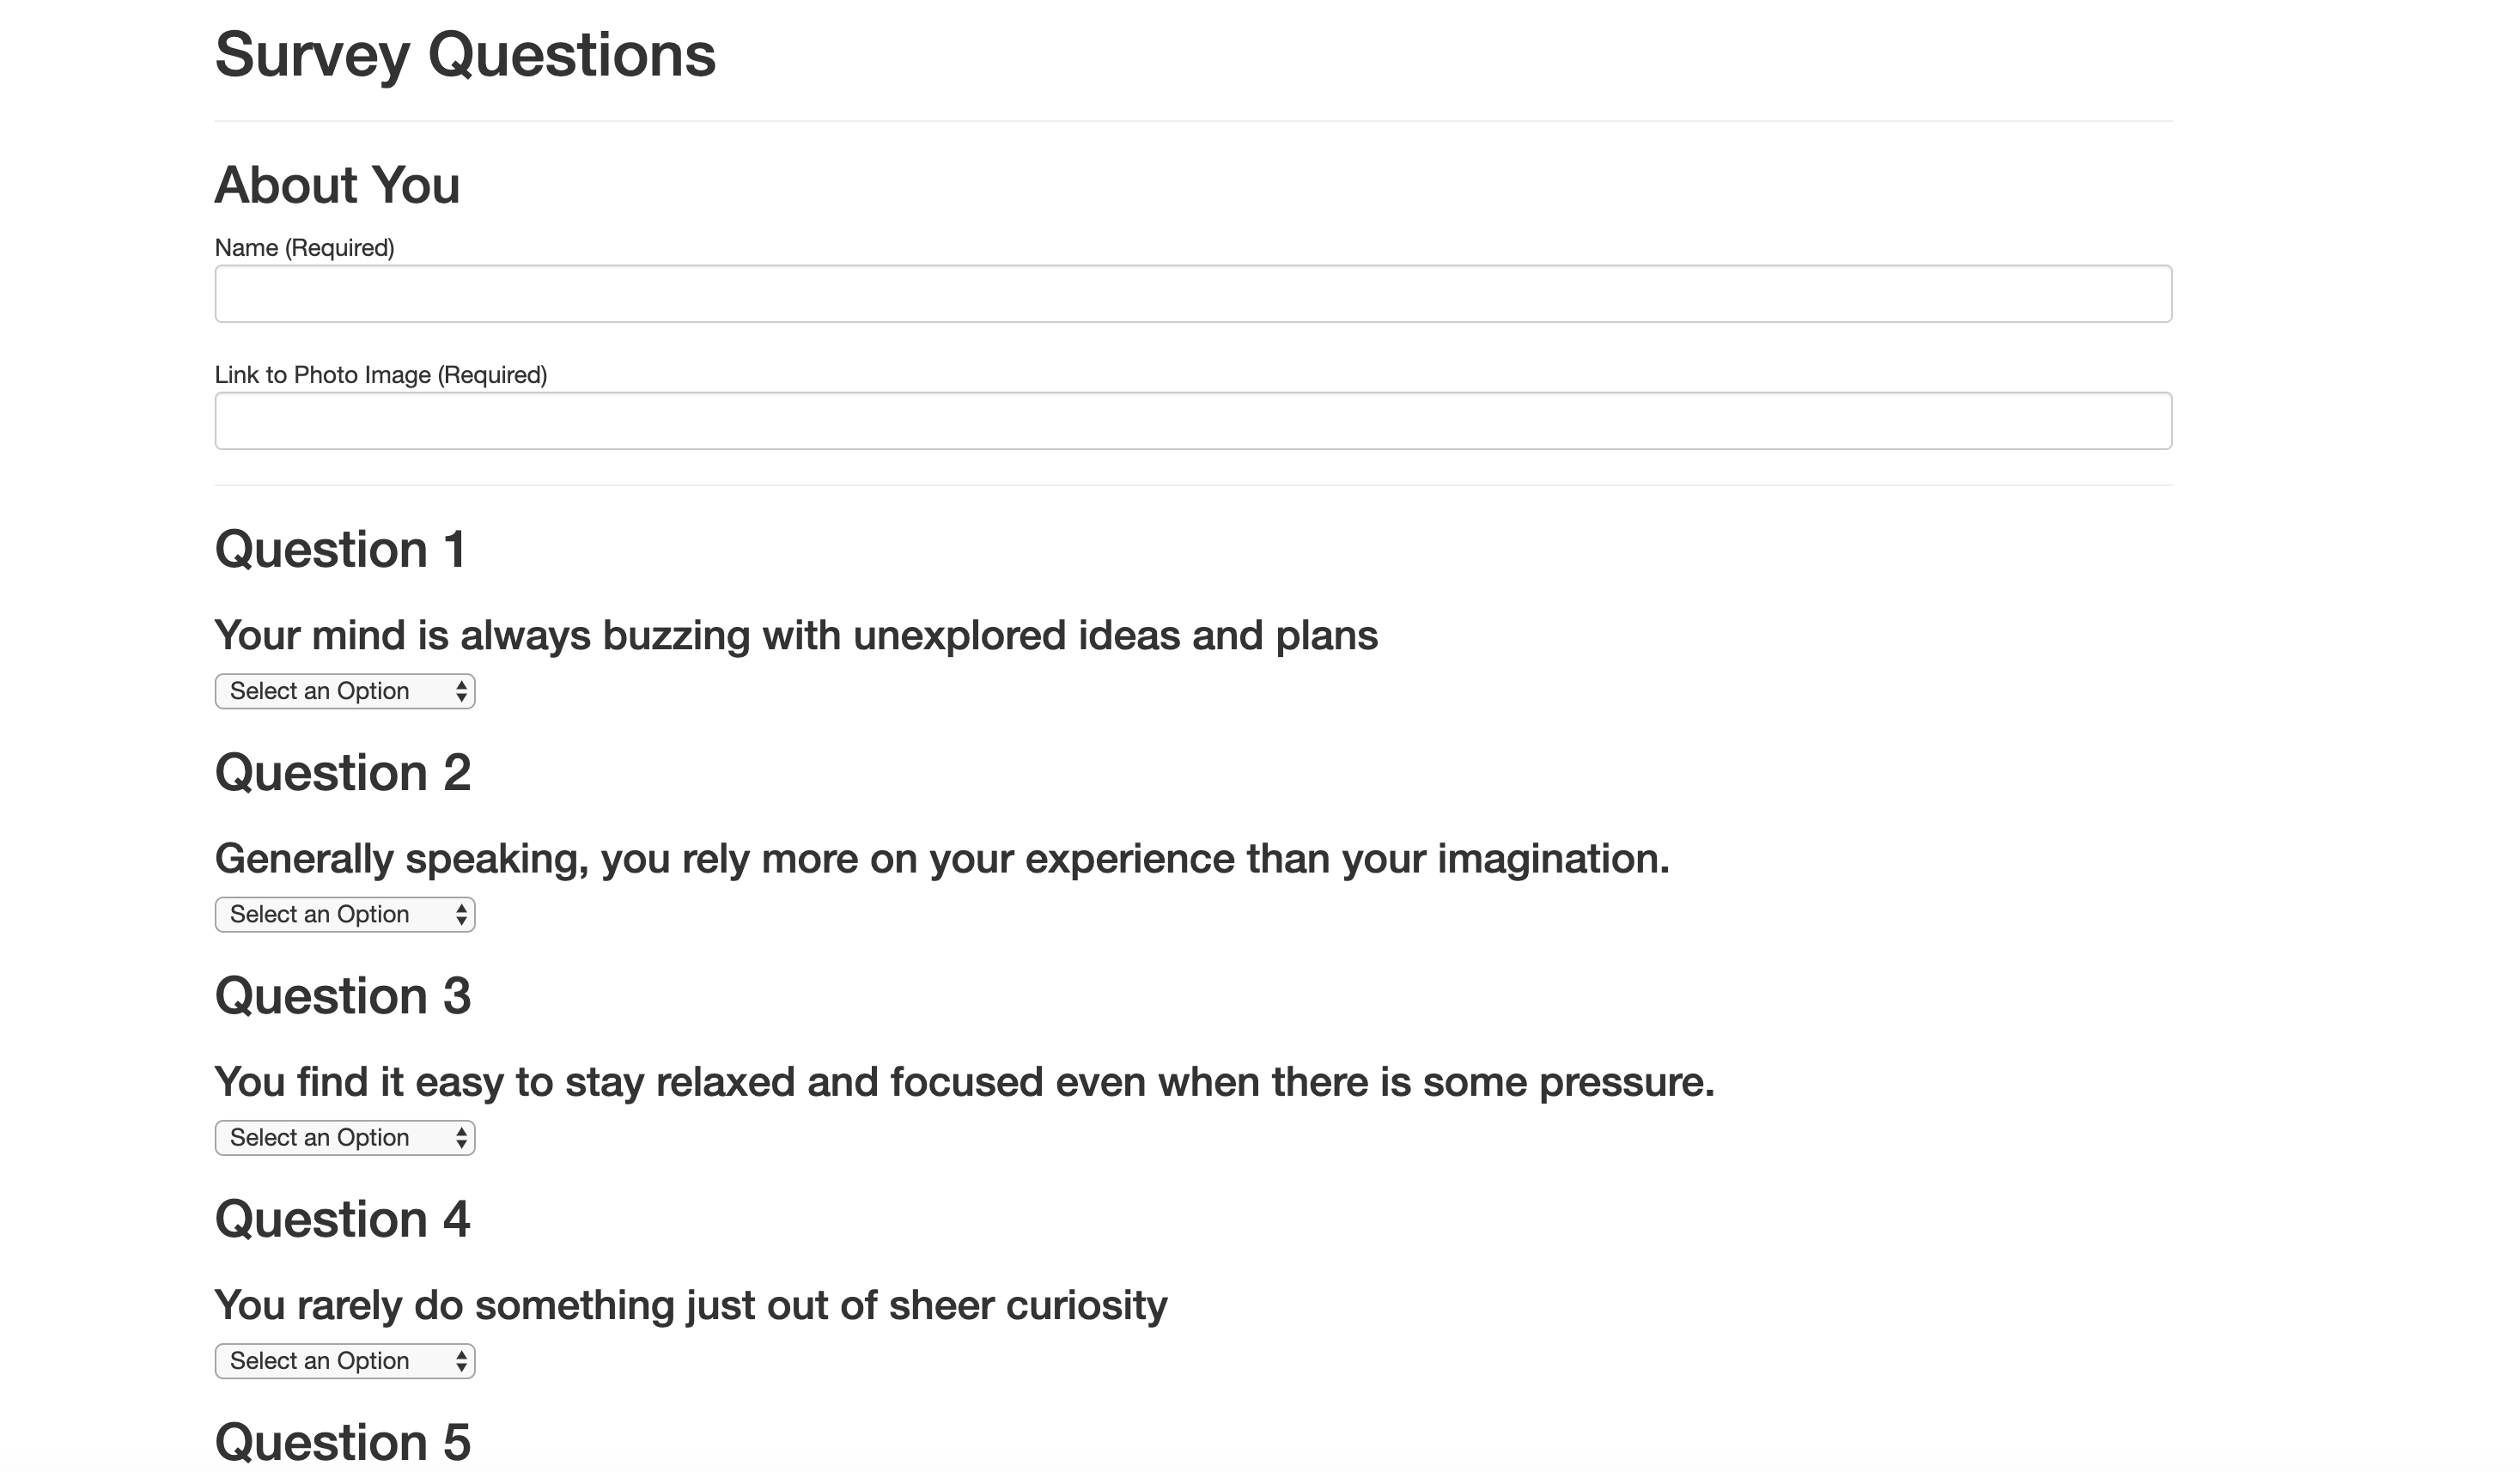 Survey Questions
About You
Name (Required)
Link to Photo Image (Required)
Question 1
Your mind is always buzzing with unexplored ideas and plans
Select an Option
Question 2
Generally speaking, you rely more on your experience than your imagination.
Select an Option
Question 3
You find it easy to stay relaxed and focused even when there is some pressure.
Select an Option
Question 4
You rarely do something just out of sheer curiosity
Select an Option
Question 5